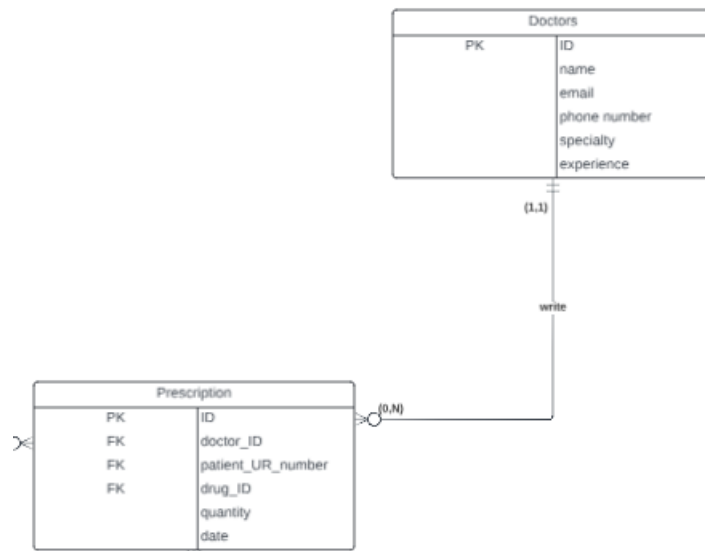 Doctors
PK ID
name
email
phone number
specialty
experience
(1,1)
write
Prescription
(0,N)
PK ID
FK doctor_ID
FK patient_UR_number
FK drug_ID
quantity
date